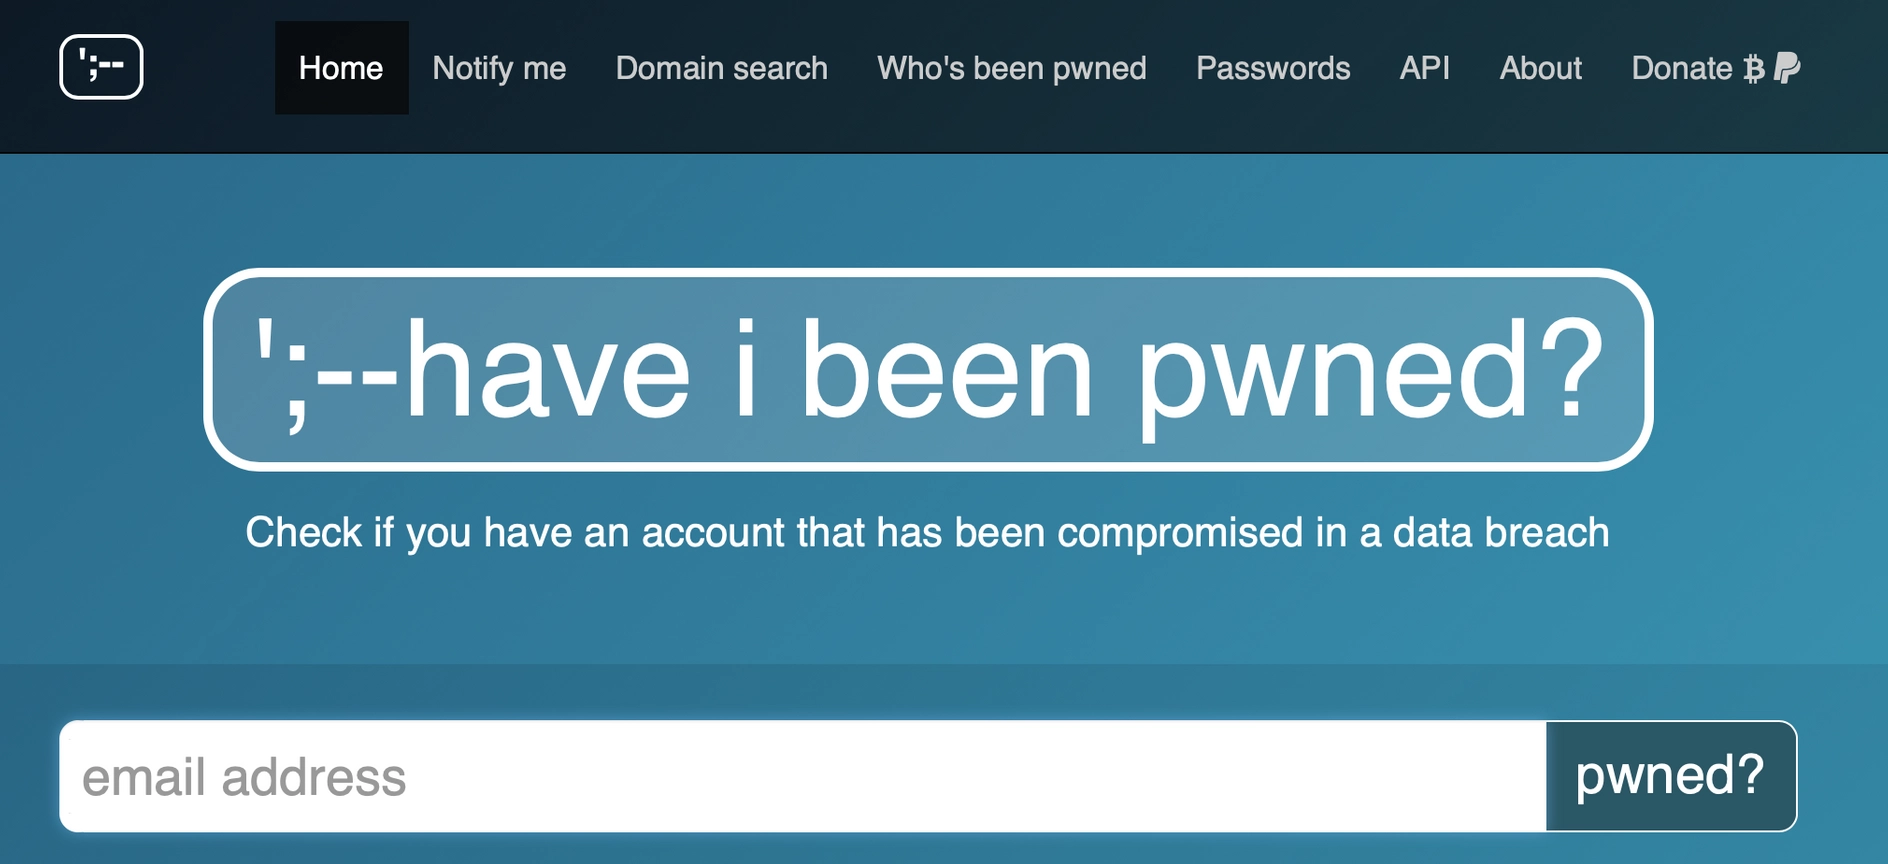 ';--
Home Notify me Domain search Who's been pwned Passwords API About Donate
';--have i been pwned?
Check if you have an account that has been compromised in a data breach
email address pwned?